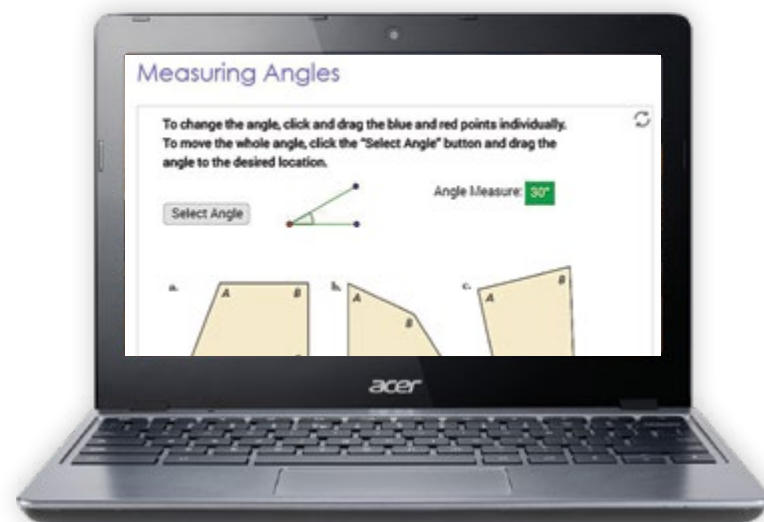 Measuring Angles
To change the angle, click and drag the blue and red points individually.
To move the whole angle, click the "Select Angle" button and drag the
angle to the desired location.
Select Angle
Angle Measure: 30°
a.
A
B
b.
A
B
c.
A
B
acer